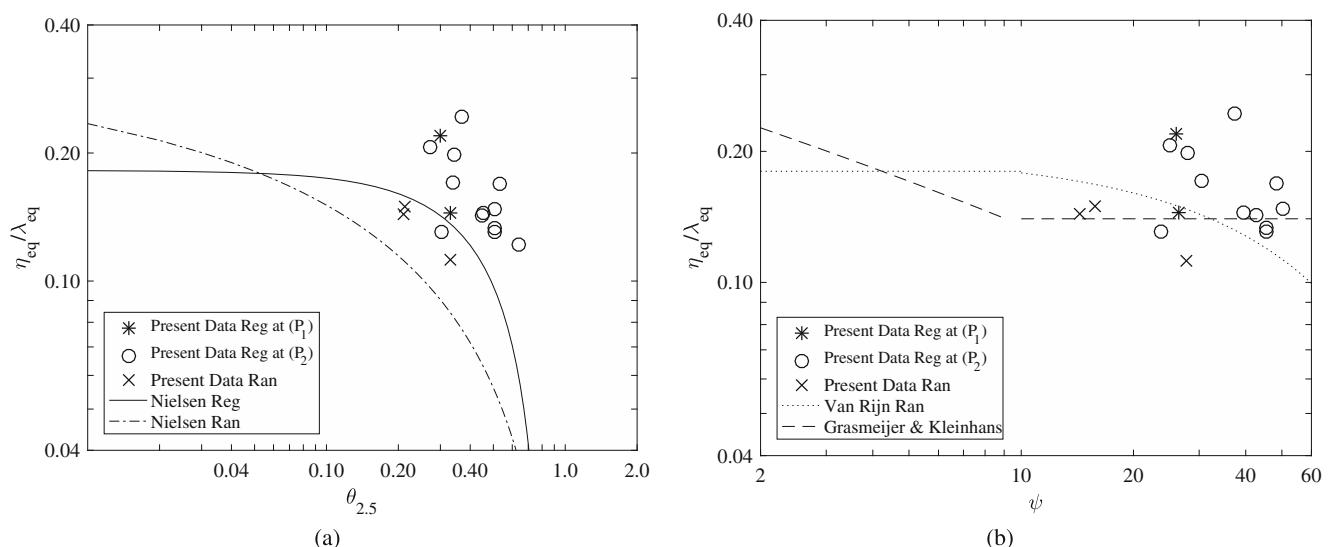 0.40
0.20
0.10
0.04
η_eq/λ_eq
0.04
0.10
0.20
0.40
1.0
2.0
θ_2.5
Present Data Reg at (P_1)
Present Data Reg at (P_2)
Present Data Ran
Nielsen Reg
Nielsen Ran
(a)
0.40
0.20
0.10
0.04
η_eq/λ_eq
2
10
20
40
60
ψ
Present Data Reg at (P_1)
Present Data Reg at (P_2)
Present Data Ran
Van Rijn Ran
Grasmeijer & Kleinhans
(b)